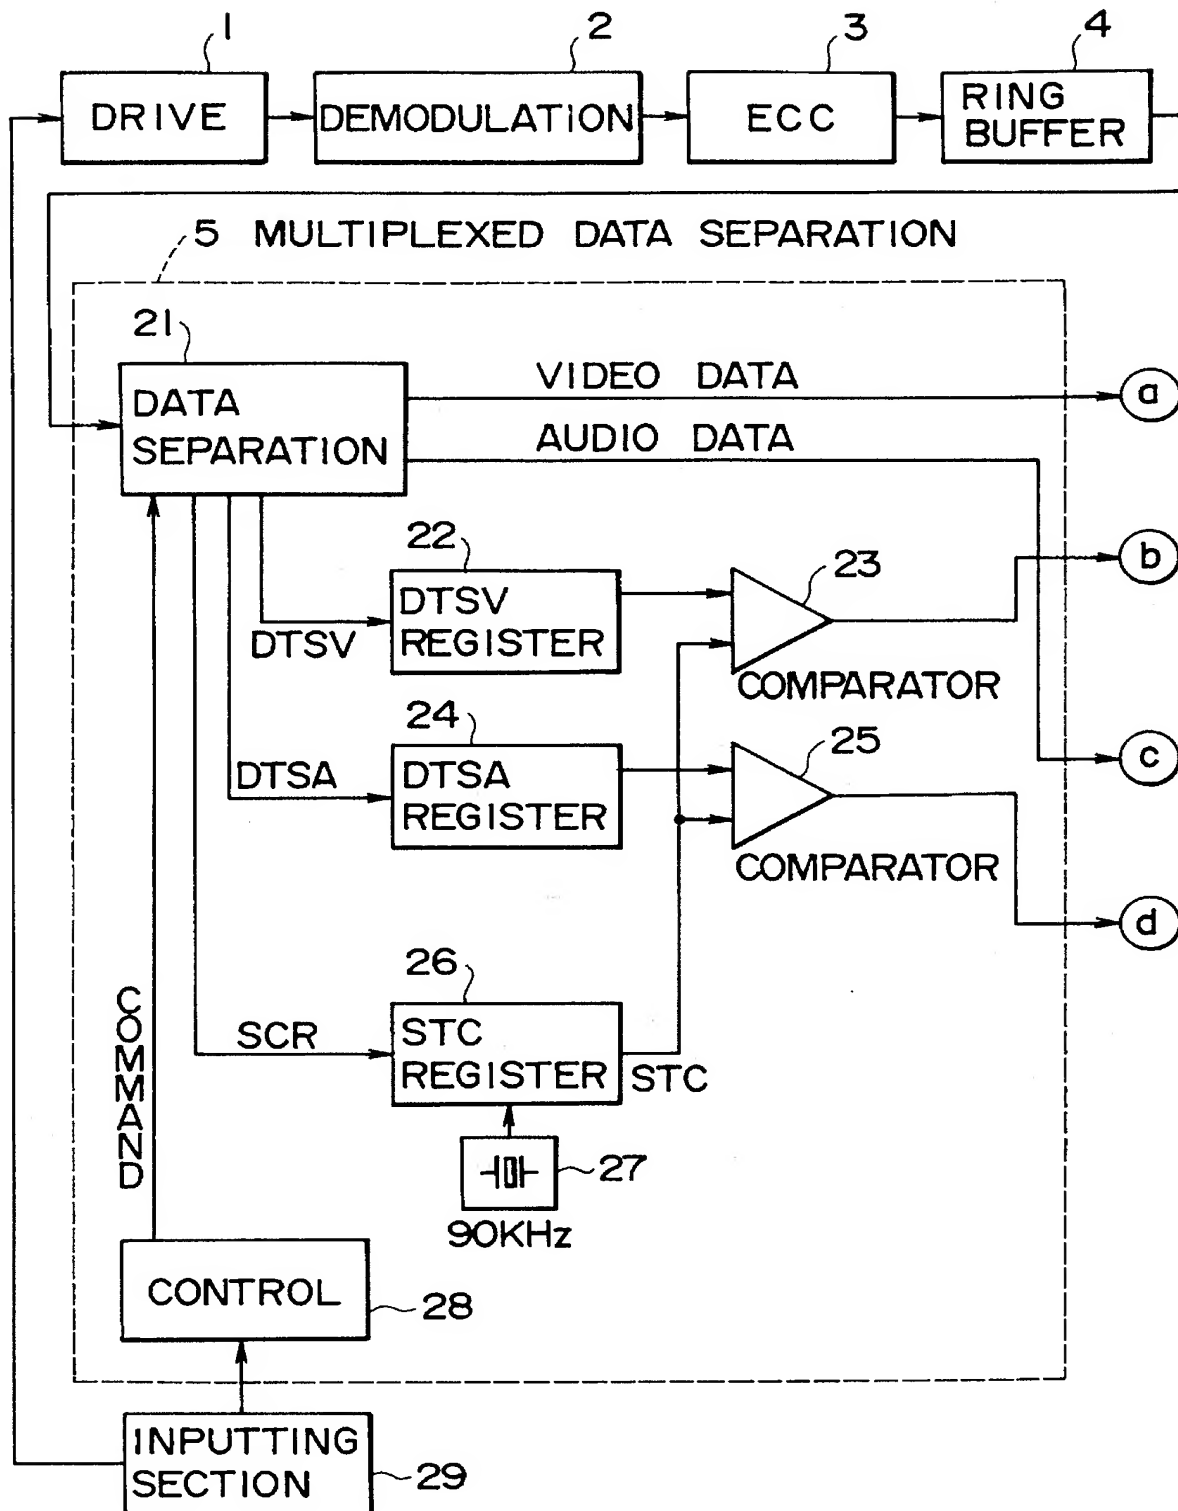 1
2
3
4
DRIVE
DEMODULATION
ECC
RING
BUFFER
5 MULTIPLEXED DATA SEPARATION
21
DATA
SEPARATION
VIDEO DATA
a
AUDIO DATA
22
DTSV
REGISTER
DTSV
23
COMPARATOR
b
24
DTSA
REGISTER
DTSA
25
COMPARATOR
c
d
26
STC
REGISTER
SCR
STC
COMMAND
27
90KHz
CONTROL
28
INPUTTING
SECTION
29